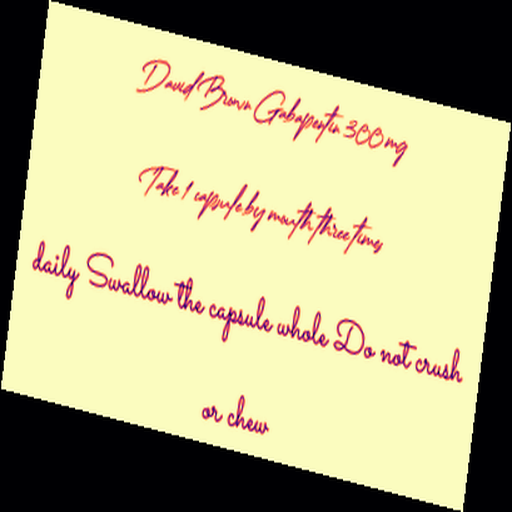 David Brown Gabapentin 300 mg
Take 1 capsule by mouth three times
daily Swallow the capsule whole Do not crush
or chew